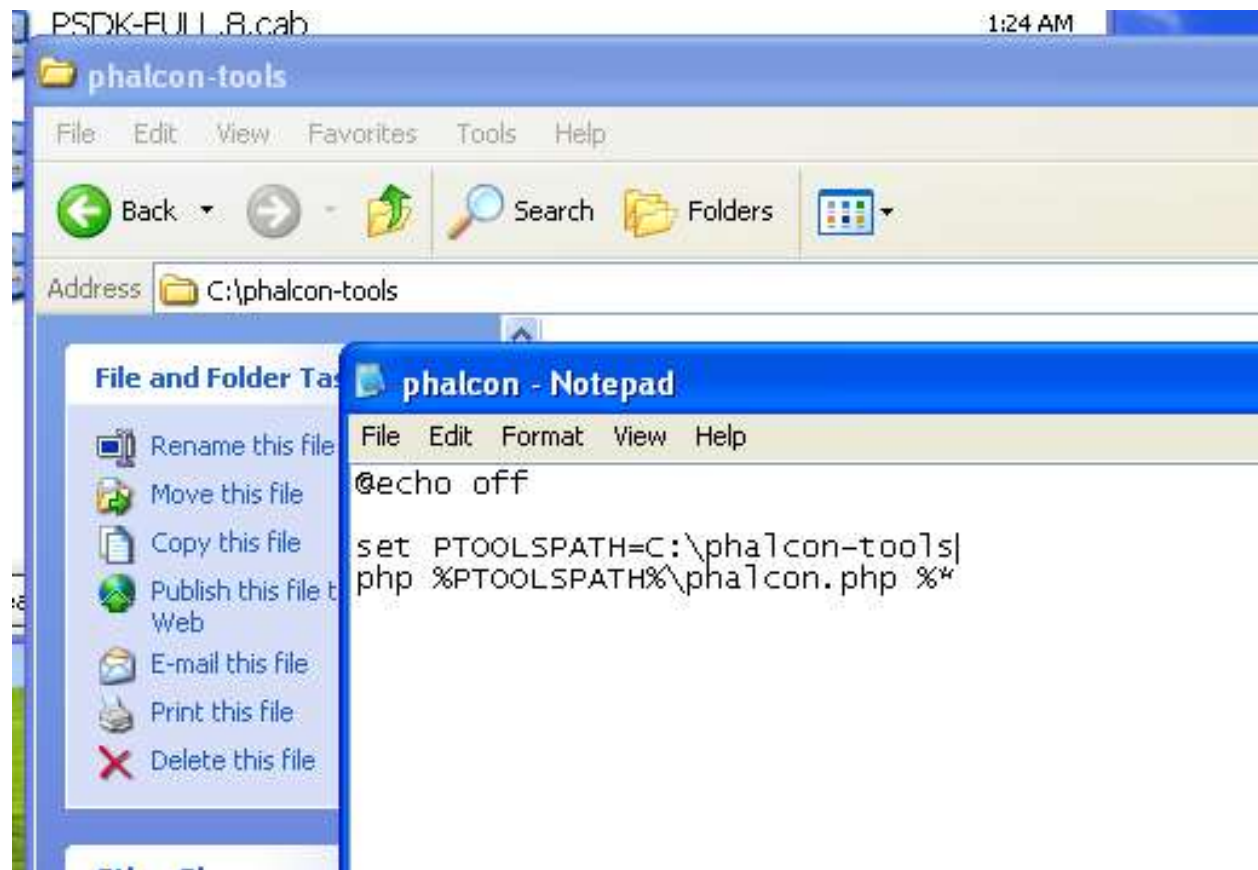 PSDK-FULL.8.cab 1:24 AM
phalcon-tools
File Edit View Favorites Tools Help
Back Search Folders
Address C:\phalcon-tools
File and Folder Tas
phalcon - Notepad
File Edit Format View Help
Rename this file
Move this file
Copy this file
Publish this file t
Web
E-mail this file
Print this file
Delete this file
@echo off
set PTOOLSPATH=C:\phalcon-tools
php %PTOOLSPATH%\phalcon.php %*